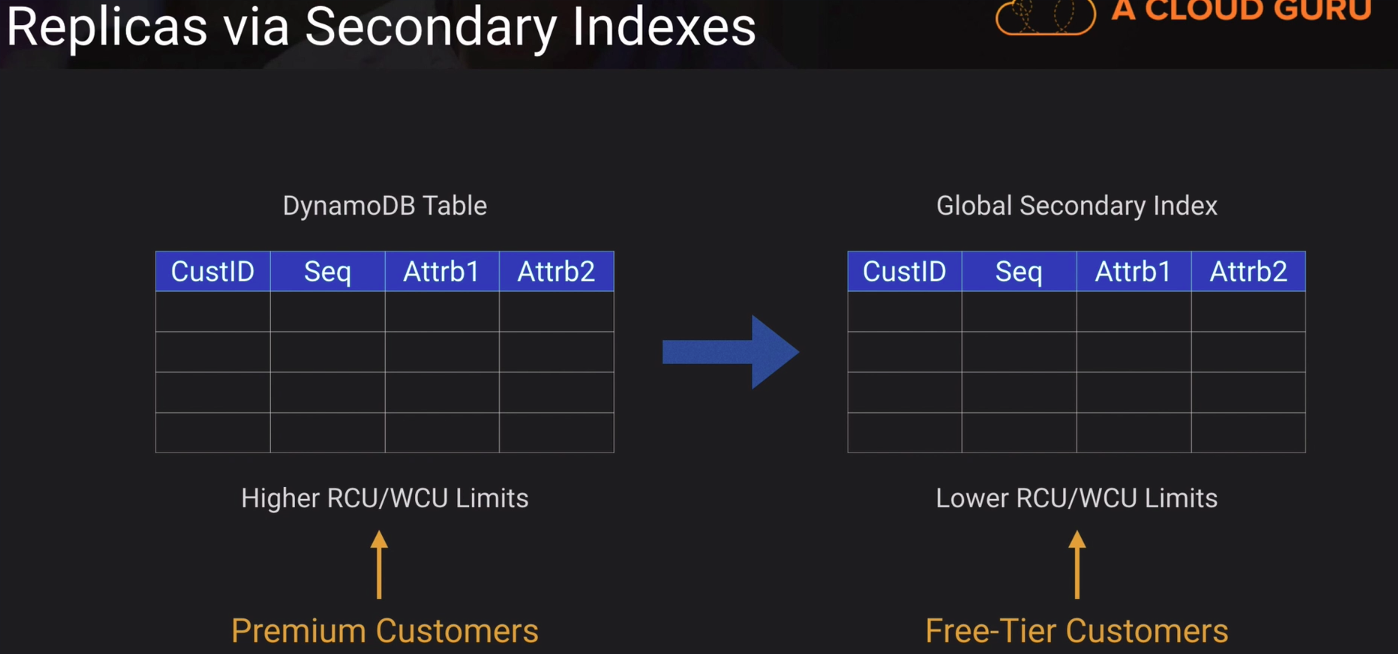 Replicas via Secondary Indexes
A CLOUD GURU
DynamoDB Table
CustID Seq Attrb1 Attrb2
Higher RCU/WCU Limits
Premium Customers
Global Secondary Index
CustID Seq Attrb1 Attrb2
Lower RCU/WCU Limits
Free-Tier Customers